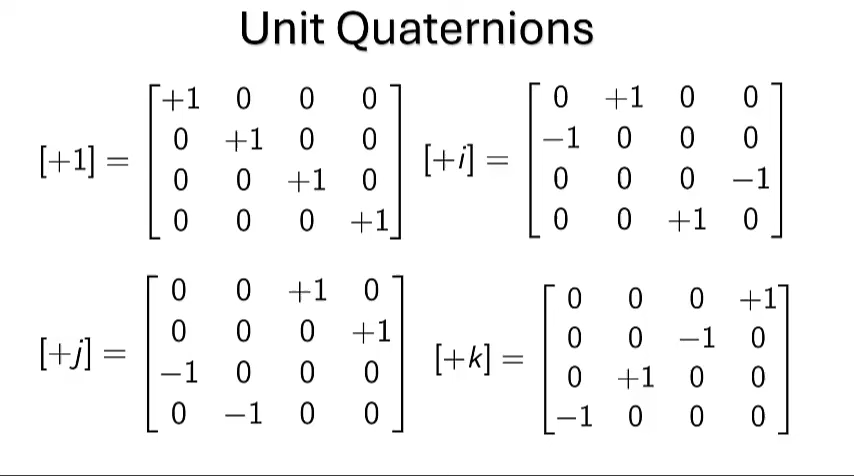 Unit Quaternions
[+1] = [ +1 0 0 0
0 +1 0 0
0 0 +1 0
0 0 0 +1 ]
[+i] = [ 0 +1 0 0
−1 0 0 0
0 0 0 −1
0 0 +1 0 ]
[+j] = [ 0 0 +1 0
0 0 0 +1
−1 0 0 0
0 −1 0 0 ]
[+k] = [ 0 0 0 +1
0 0 −1 0
0 +1 0 0
−1 0 0 0 ]